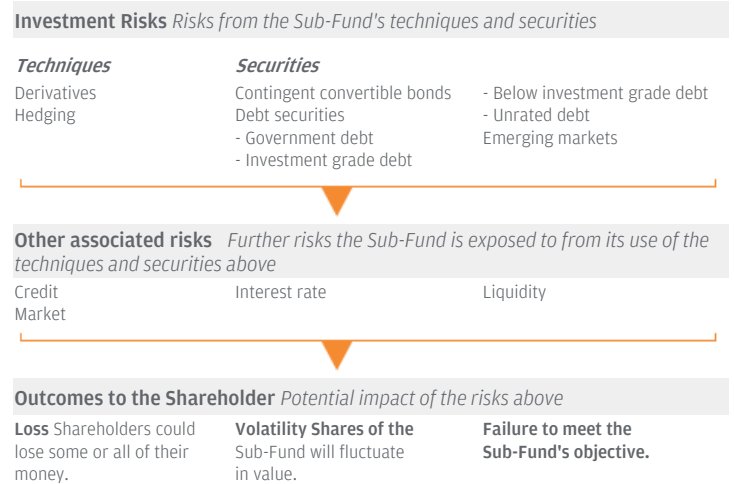 Investment Risks Risks from the Sub-Fund's techniques and securities
Techniques
Derivatives
Hedging
Securities
Contingent convertible bonds
Debt securities
- Government debt
- Investment grade debt
- Below investment grade debt
- Unrated debt
Emerging markets
Other associated risks Further risks the Sub-Fund is exposed to from its use of the
techniques and securities above
Credit
Market
Interest rate
Liquidity
Outcomes to the Shareholder Potential impact of the risks above
Loss Shareholders could
lose some or all of their
money.
Volatility Shares of the
Sub-Fund will fluctuate
in value.
Failure to meet the
Sub-Fund's objective.